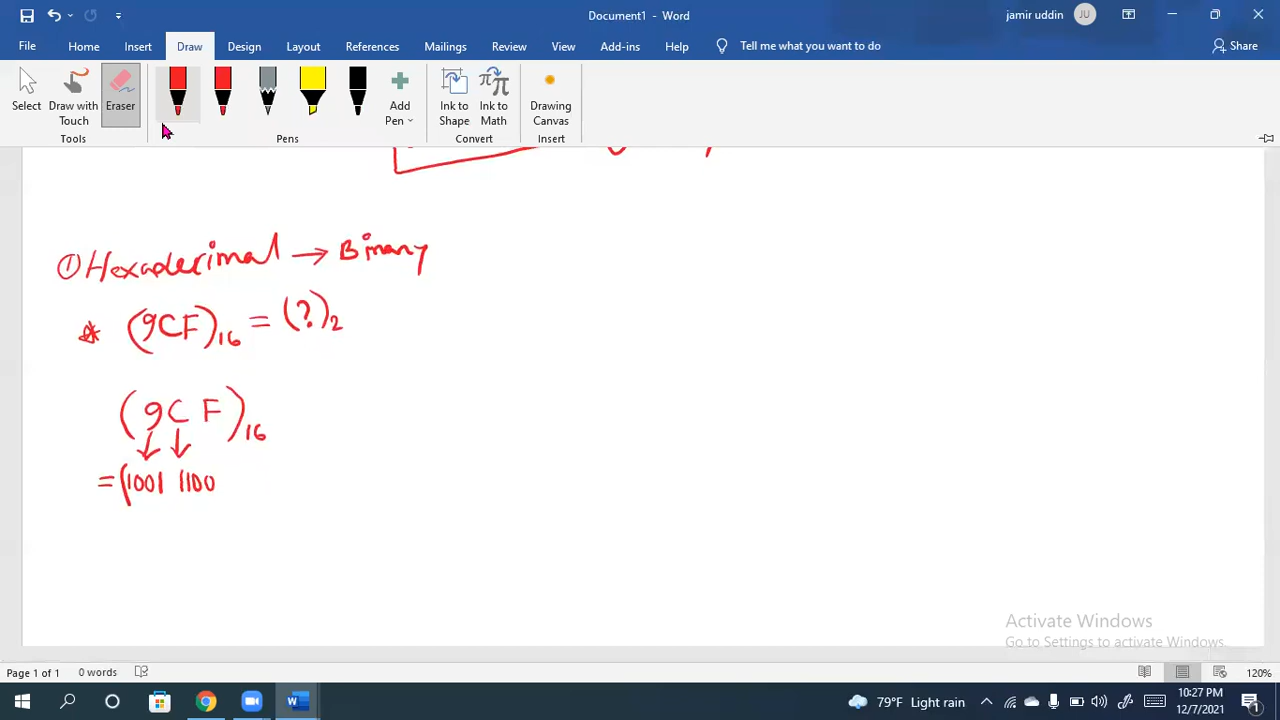 Document1 - Word
jamir uddin
JU
File Home Insert Draw Design Layout References Mailings Review View Add-ins Help Tell me what you want to do Share
Select Draw with Touch Eraser Add Pen Ink to Shape Ink to Math Drawing Canvas
Tools Pens Convert Insert
① Hexadecimal → Binary
* (9CF)16 = (?)2
(9CF)16
↓ ↓
= (1001 1100
Activate Windows
Go to Settings to activate Windows.
Page 1 of 1 0 words 120%
79°F Light rain 10:27 PM
12/7/2021 1